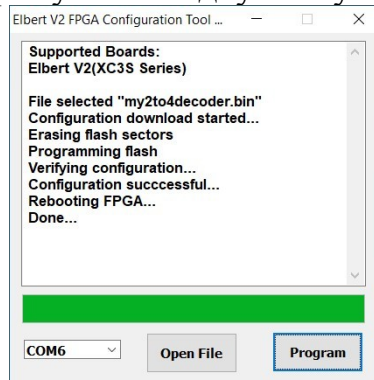 Elbert V2 FPGA Configuration Tool ...
Supported Boards:
Elbert V2(XC3S Series)
File selected "my2to4decoder.bin"
Configuration download started...
Erasing flash sectors
Programming flash
Verifying configuration...
Configuration succcessful...
Rebooting FPGA...
Done...
COM6
Open File
Program